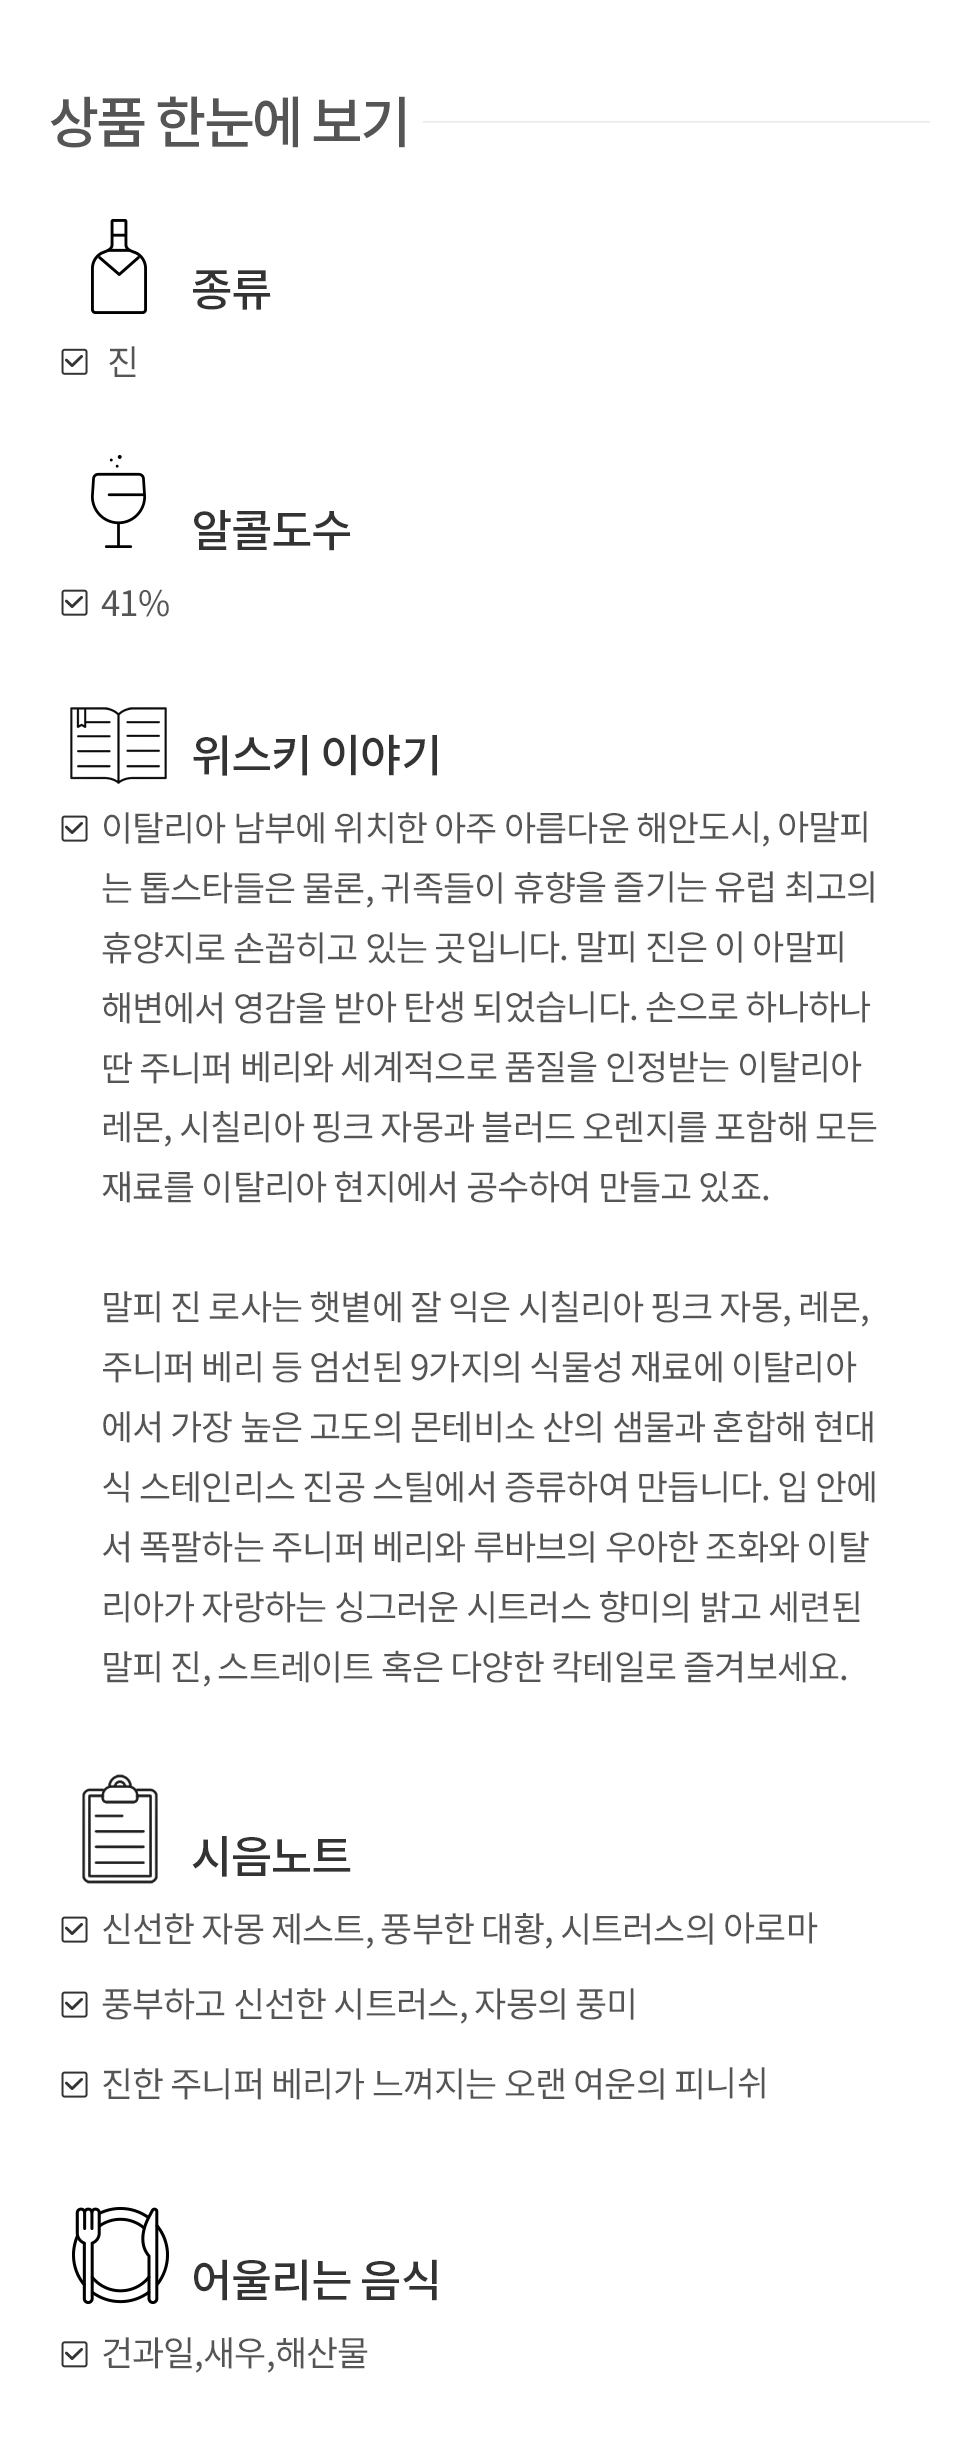 상품 한눈에 보기
종류
진
알콜도수
41%
위스키 이야기
이탈리아 남부에 위치한 아주 아름다운 해안도시, 아말피
는 톱스타들은 물론, 귀족들이 휴향을 즐기는 유럽 최고의
휴양지로 손꼽히고 있는 곳입니다. 말피 진은 이 아말피
해변에서 영감을 받아 탄생 되었습니다. 손으로 하나하나
딴 주니퍼 베리와 세계적으로 품질을 인정받는 이탈리아
레몬, 시칠리아 핑크 자몽과 블러드 오렌지를 포함해 모든
재료를 이탈리아 현지에서 공수하여 만들고 있죠.
말피 진 로사는 햇볕에 잘 익은 시칠리아 핑크 자몽, 레몬,
주니퍼 베리 등 엄선된 9가지의 식물성 재료에 이탈리아
에서 가장 높은 고도의 몬테비소 산의 샘물과 혼합해 현대
식 스테인리스 진공 스틸에서 증류하여 만듭니다. 입 안에
서 폭팔하는 주니퍼 베리와 루바브의 우아한 조화와 이탈
리아가 자랑하는 싱그러운 시트러스 향미의 밝고 세련된
말피 진, 스트레이트 혹은 다양한 칵테일로 즐겨보세요.
시음노트
신선한 자몽 제스트, 풍부한 대황, 시트러스의 아로마
풍부하고 신선한 시트러스, 자몽의 풍미
진한 주니퍼 베리가 느껴지는 오랜 여운의 피니쉬
어울리는 음식
건과일,새우,해산물